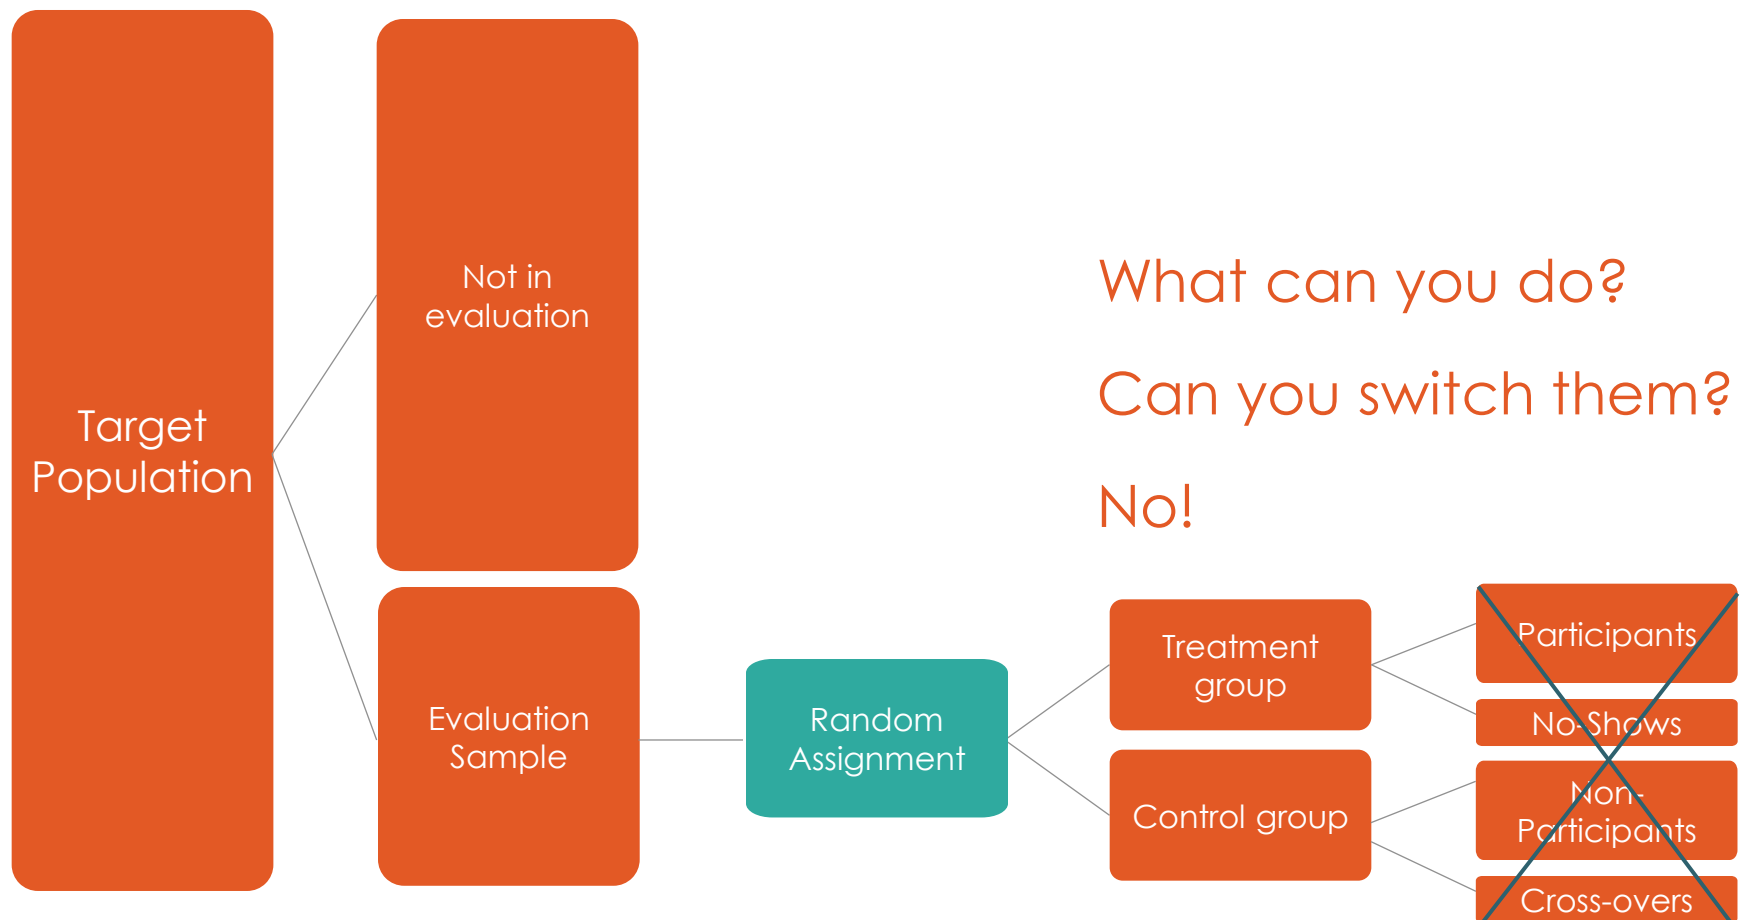 Target
Population
Not in
evaluation
Evaluation
Sample
Random
Assignment
What can you do?
Can you switch them?
No!
Treatment
group
Control group
Participants
No-Shows
Non-
Participants
Cross-overs